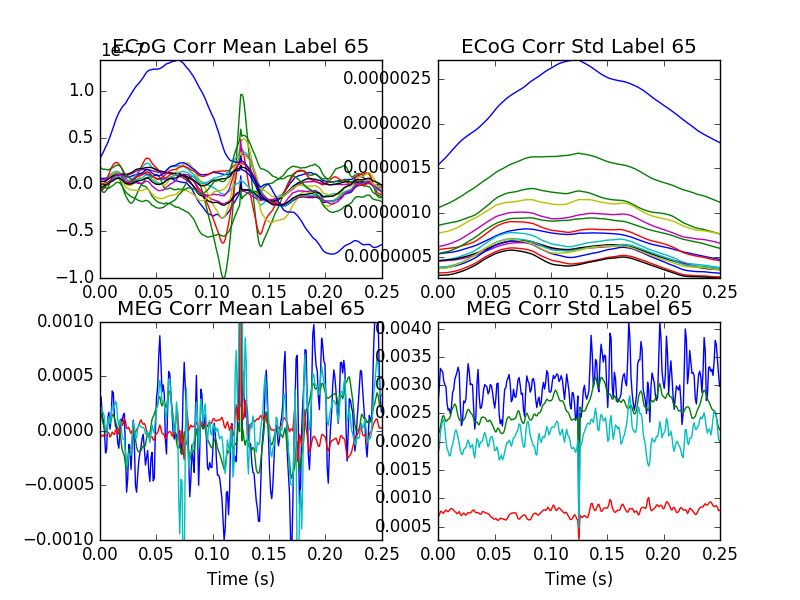 1e−7
ECoG Corr Mean Label 65
1.0
0.5
0.0
−0.5
−1.0
0.00 0.05 0.10 0.15 0.20 0.25
ECoG Corr Std Label 65
0.0000025
0.0000020
0.0000015
0.0000010
0.0000005
0.00 0.05 0.10 0.15 0.20 0.25
MEG Corr Mean Label 65
0.0010
0.0005
0.0000
−0.0005
−0.0010
0.00 0.05 0.10 0.15 0.20 0.25
Time (s)
MEG Corr Std Label 65
0.0040
0.0035
0.0030
0.0025
0.0020
0.0015
0.0010
0.0005
0.00 0.05 0.10 0.15 0.20 0.25
Time (s)